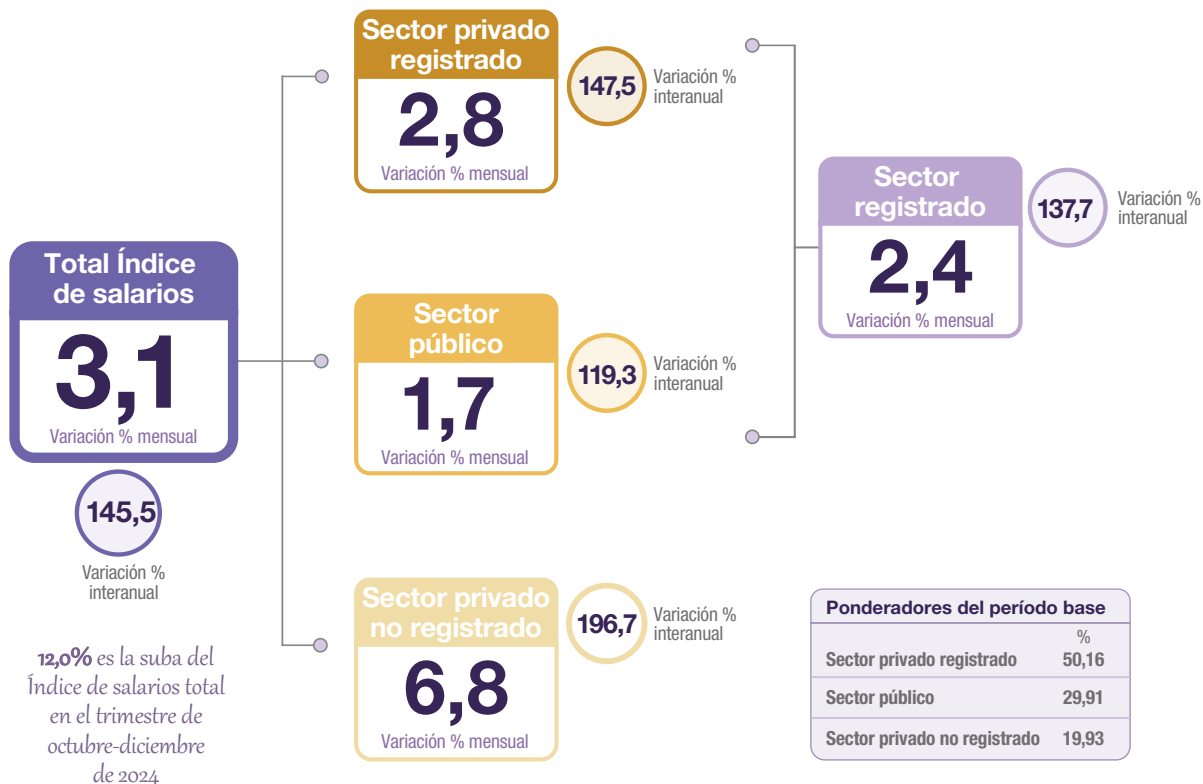 Total Índice
de salarios
3,1
Variación % mensual
145,5
Variación %
interanual
12,0% es la suba del
Índice de salarios total
en el trimestre de
octubre-diciembre
de 2024
Sector privado
registrado
2,8
Variación % mensual
147,5
Variación %
interanual
Sector
público
1,7
Variación % mensual
119,3
Variación %
interanual
Sector privado
no registrado
6,8
Variación % mensual
196,7
Variación %
interanual
Sector
registrado
2,4
Variación % mensual
137,7
Variación %
interanual
Ponderadores del período base
%
Sector privado registrado 50,16
Sector público 29,91
Sector privado no registrado 19,93